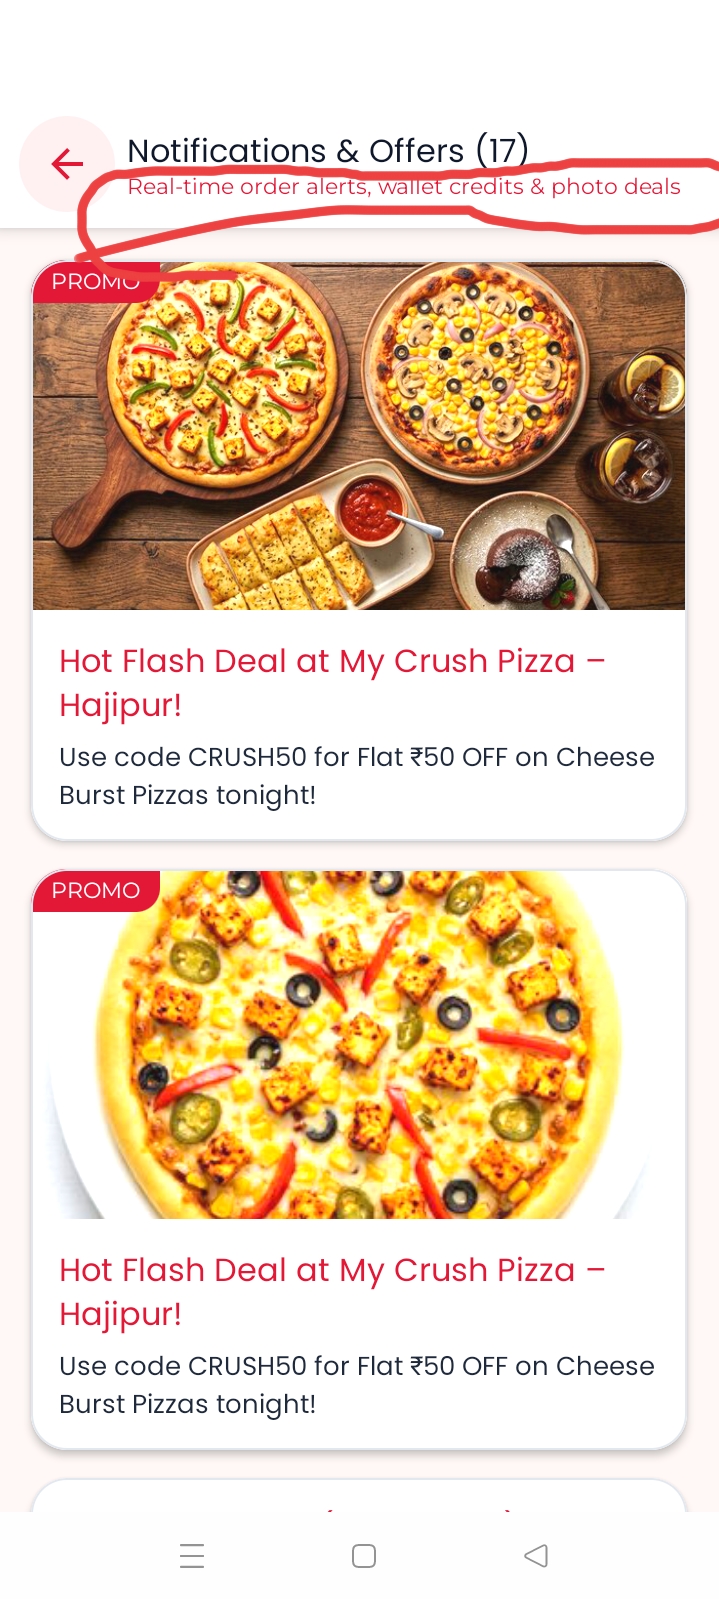 Notifications & Offers (17)
Real-time order alerts, wallet credits & photo deals
PROMO
Hot Flash Deal at My Crush Pizza –
Hajipur!
Use code CRUSH50 for Flat ₹50 OFF on Cheese
Burst Pizzas tonight!
PROMO
Hot Flash Deal at My Crush Pizza –
Hajipur!
Use code CRUSH50 for Flat ₹50 OFF on Cheese
Burst Pizzas tonight!